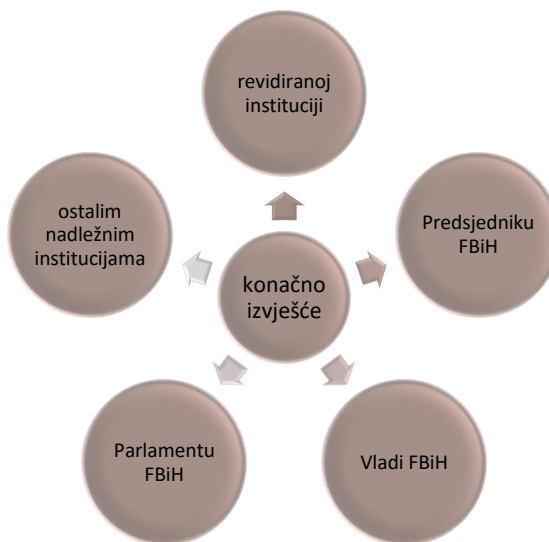 revidiranoj
instituciji
ostalim
nadležnim
institucijama
Predsjedniku
FBiH
konačno
izvješće
Parlamentu
FBiH
Vladi FBiH